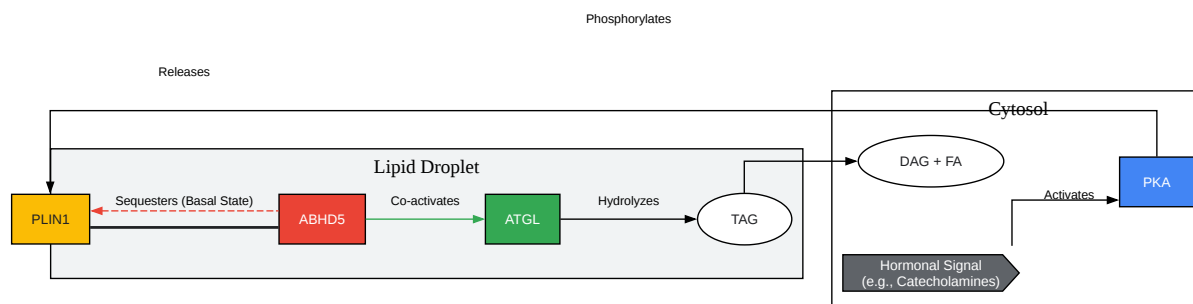 Phosphorylates
Releases
Cytosol
Lipid Droplet
DAG + FA
PKA
Sequesters (Basal State)
Co-activates
Hydrolyzes
Activates
PLIN1
ABHD5
ATGL
TAG
Hormonal Signal
(e.g., Catecholamines)